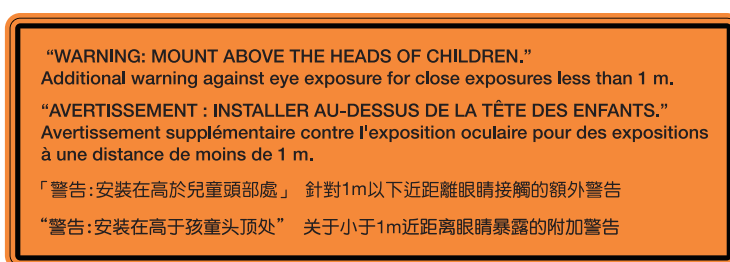 “WARNING: MOUNT ABOVE THE HEADS OF CHILDREN.”
Additional warning against eye exposure for close exposures less than 1 m.
“AVERTISSEMENT : INSTALLER AU-DESSUS DE LA TÊTE DES ENFANTS.”
Avertissement supplémentaire contre l'exposition oculaire pour des expositions
à une distance de moins de 1 m.
「警告:安裝在高於兒童頭部處」 針對1m以下近距離眼睛接觸的額外警告
“警告:安装在高于孩童头顶处” 关于小于1m近距离眼睛暴露的附加警告